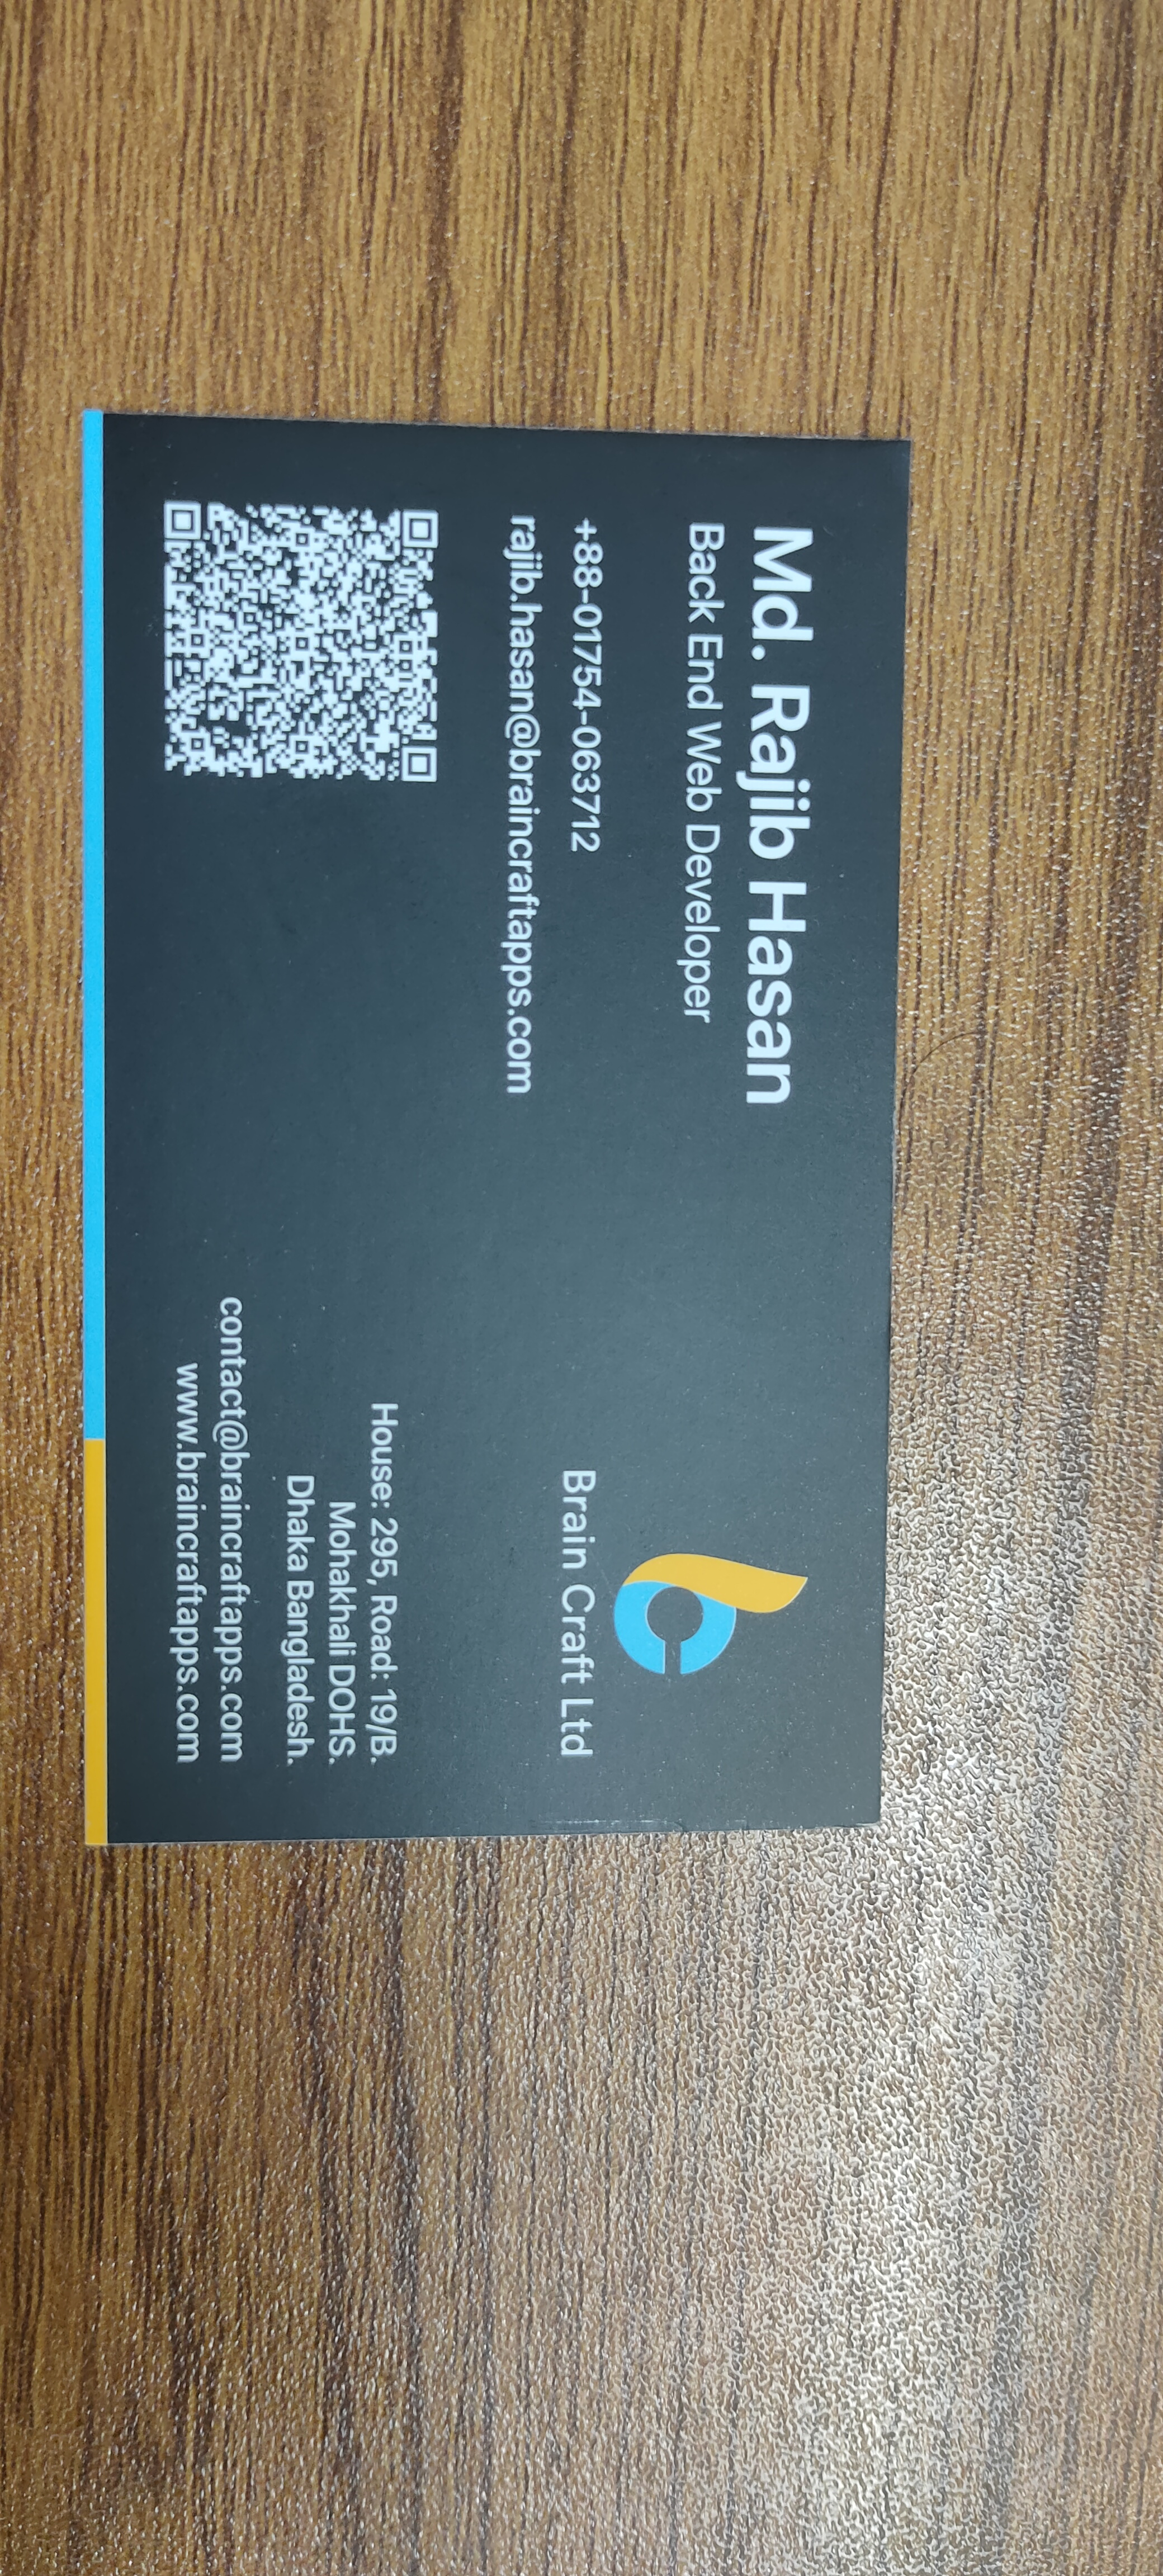 Md. Rajib Hasan
Back End Web Developer
+88-01754-063712
rajib.hasan@braincraftapps.com
Brain Craft Ltd
House: 295, Road: 19/B.
Mohakhali DOHS.
Dhaka Bangladesh.
contact@braincraftapps.com
www.braincraftapps.com